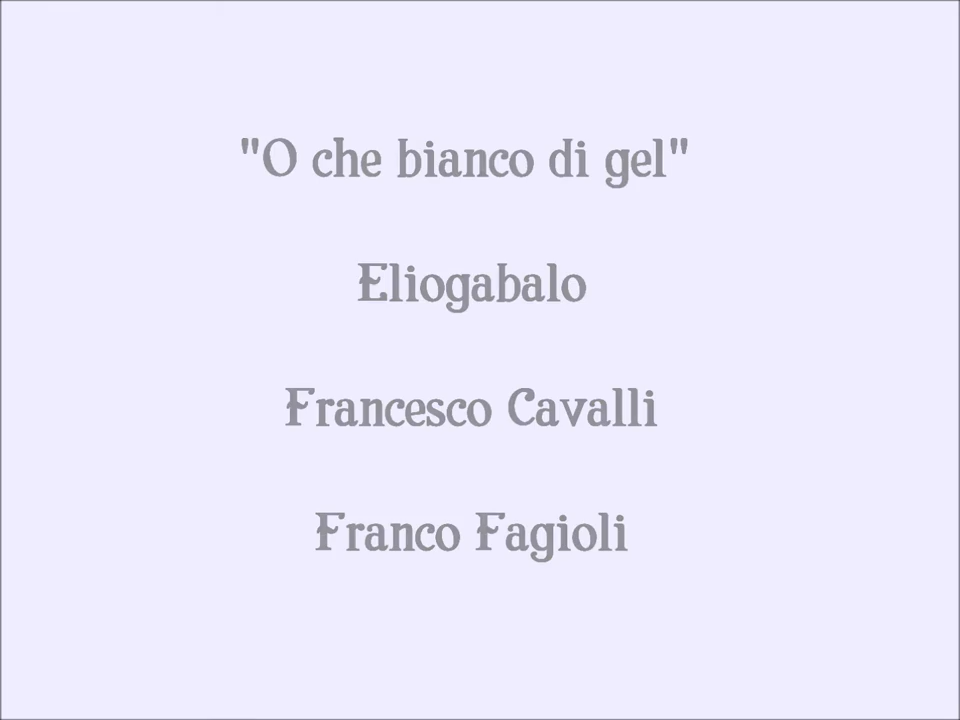 "O che bianco di gel"
Eliogabalo
Francesco Cavalli
Franco Fagioli